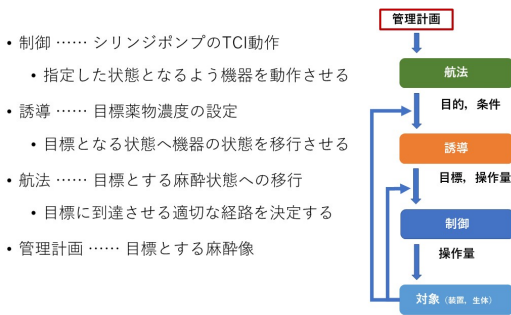 • 制御 …… シリンジポンプのTCI動作
• 指定した状態となるよう機器を動作させる
• 誘導 …… 目標薬物濃度の設定
• 目標となる状態へ機器の状態を移行させる
• 航法 …… 目標とする麻酔状態への移行
• 目標に到達させる適切な経路を決定する
• 管理計画 …… 目標とする麻酔像
管理計画
航法
目的，条件
誘導
目標，操作量
制御
操作量
対象（装置，生体）